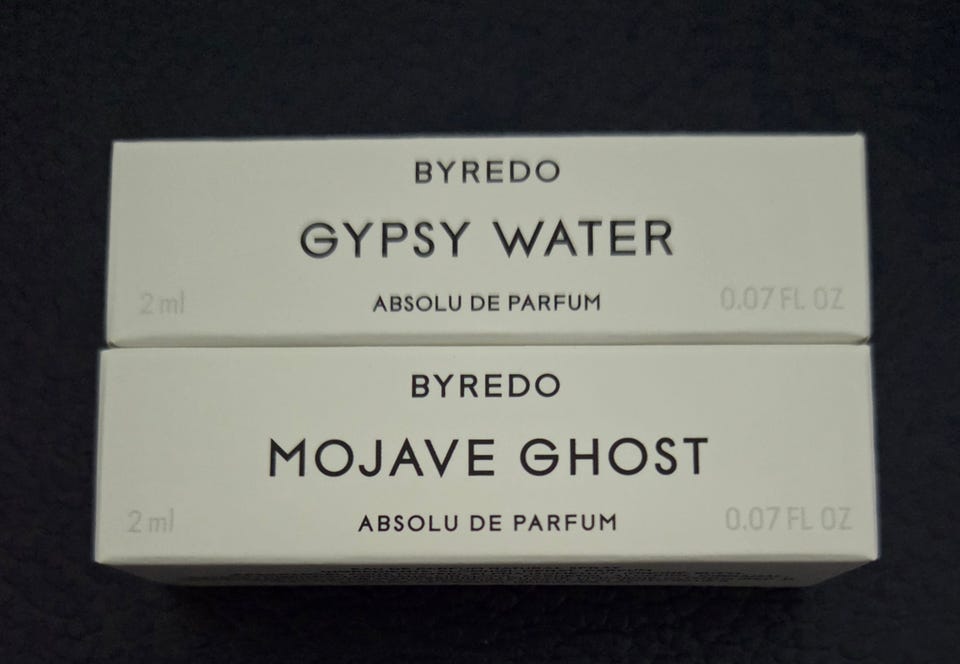 BYREDO
GYPSY WATER
2 ml ABSOLU DE PARFUM 0.07 FL OZ
BYREDO
MOJAVE GHOST
2 ml ABSOLU DE PARFUM 0.07 FL OZ